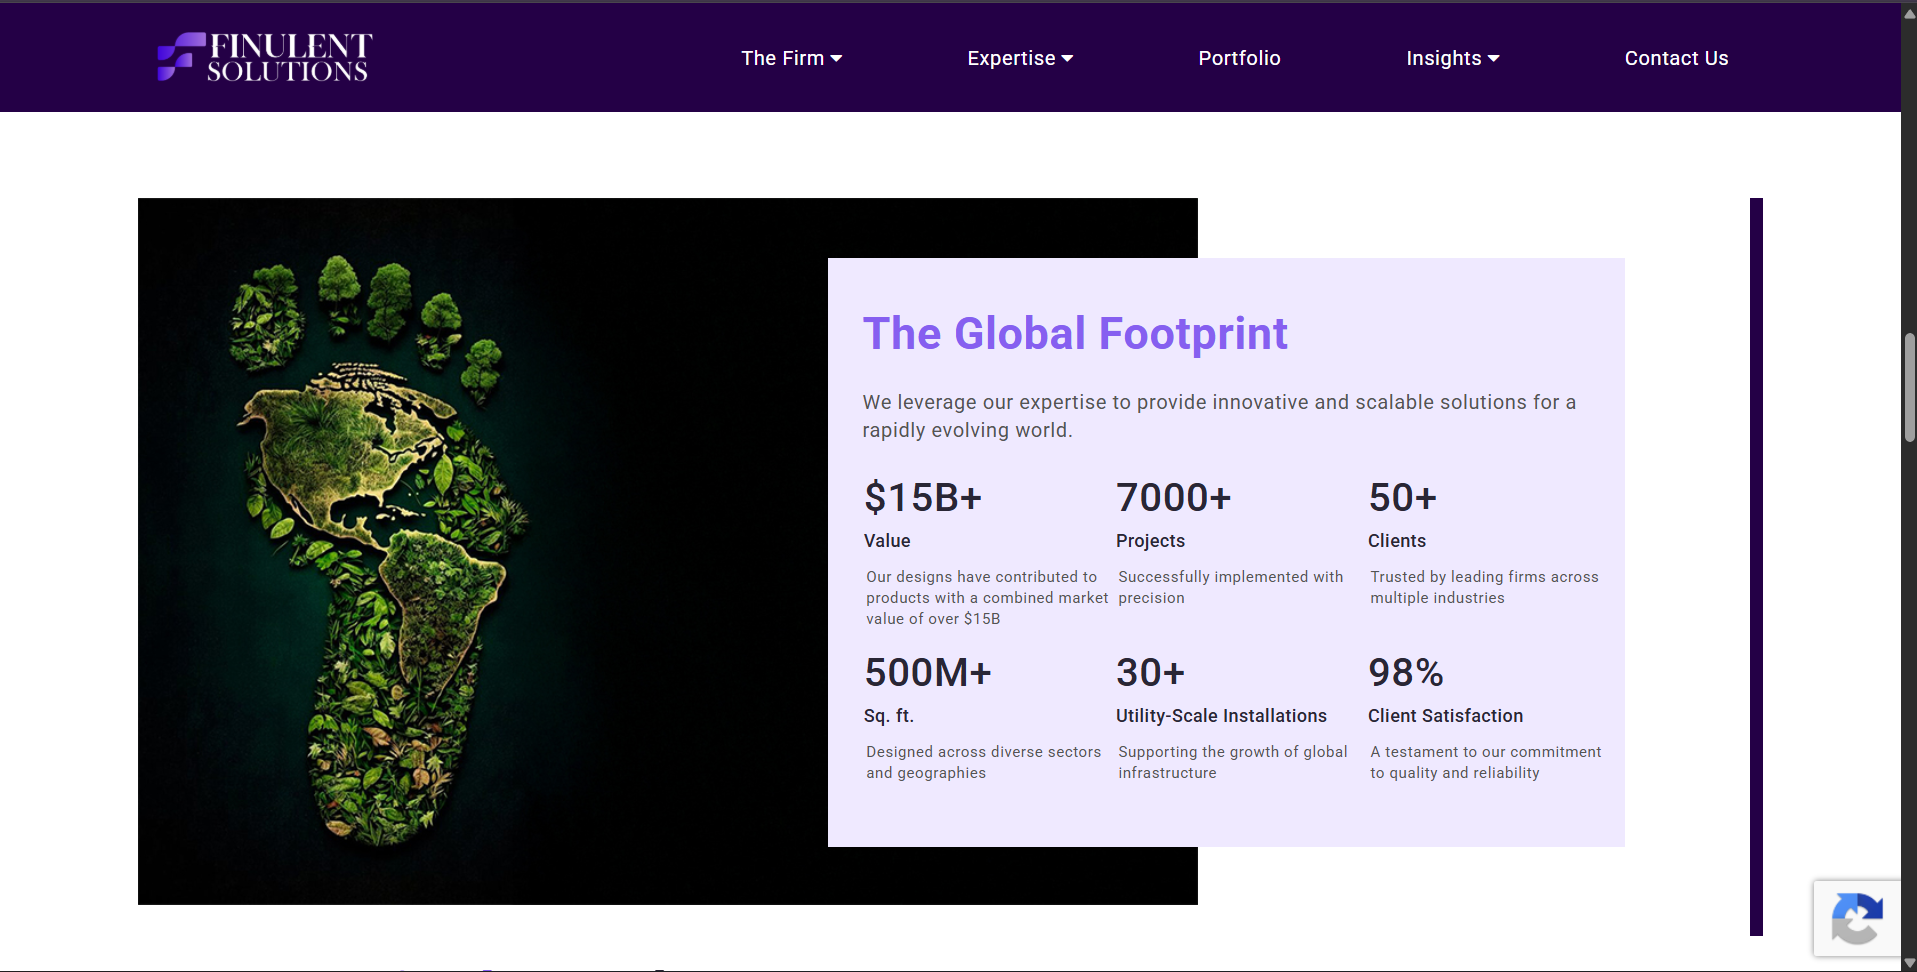 FINULENT
SOLUTIONS
The Firm
Expertise
Portfolio
Insights
Contact Us
The Global Footprint
We leverage our expertise to provide innovative and scalable solutions for a
rapidly evolving world.
$15B+
Value
Our designs have contributed to
products with a combined market
value of over $15B
7000+
Projects
Successfully implemented with
precision
50+
Clients
Trusted by leading firms across
multiple industries
500M+
Sq. ft.
Designed across diverse sectors
and geographies
30+
Utility-Scale Installations
Supporting the growth of global
infrastructure
98%
Client Satisfaction
A testament to our commitment
to quality and reliability